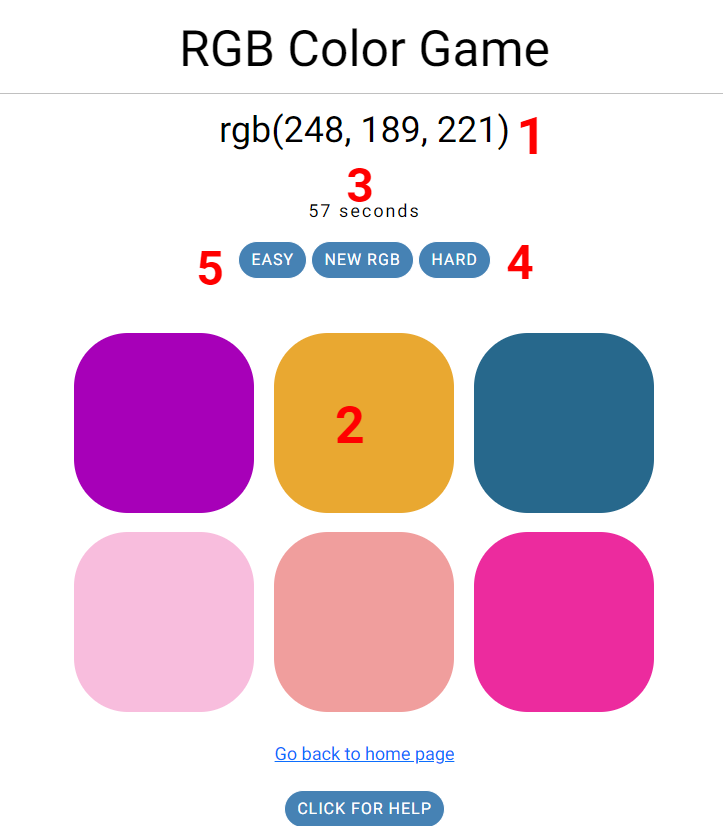 RGB Color Game
rgb(248, 189, 221) 1
3
57 seconds
5 EASY NEW RGB HARD 4
2
Go back to home page
CLICK FOR HELP